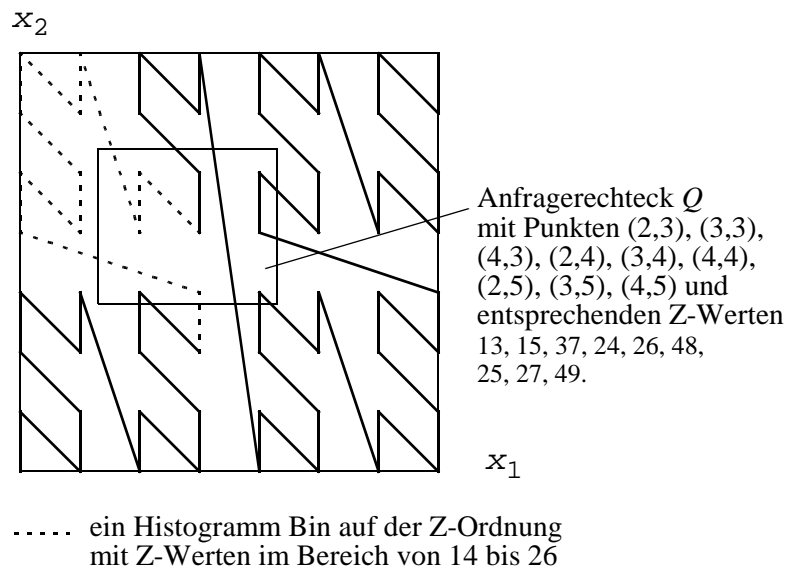 x2
Anfragerechteck Q
mit Punkten (2,3), (3,3),
(4,3), (2,4), (3,4), (4,4),
(2,5), (3,5), (4,5) und
entsprechenden Z-Werten
13, 15, 37, 24, 26, 48,
25, 27, 49.
x1
ein Histogramm Bin auf der Z-Ordnung
mit Z-Werten im Bereich von 14 bis 26